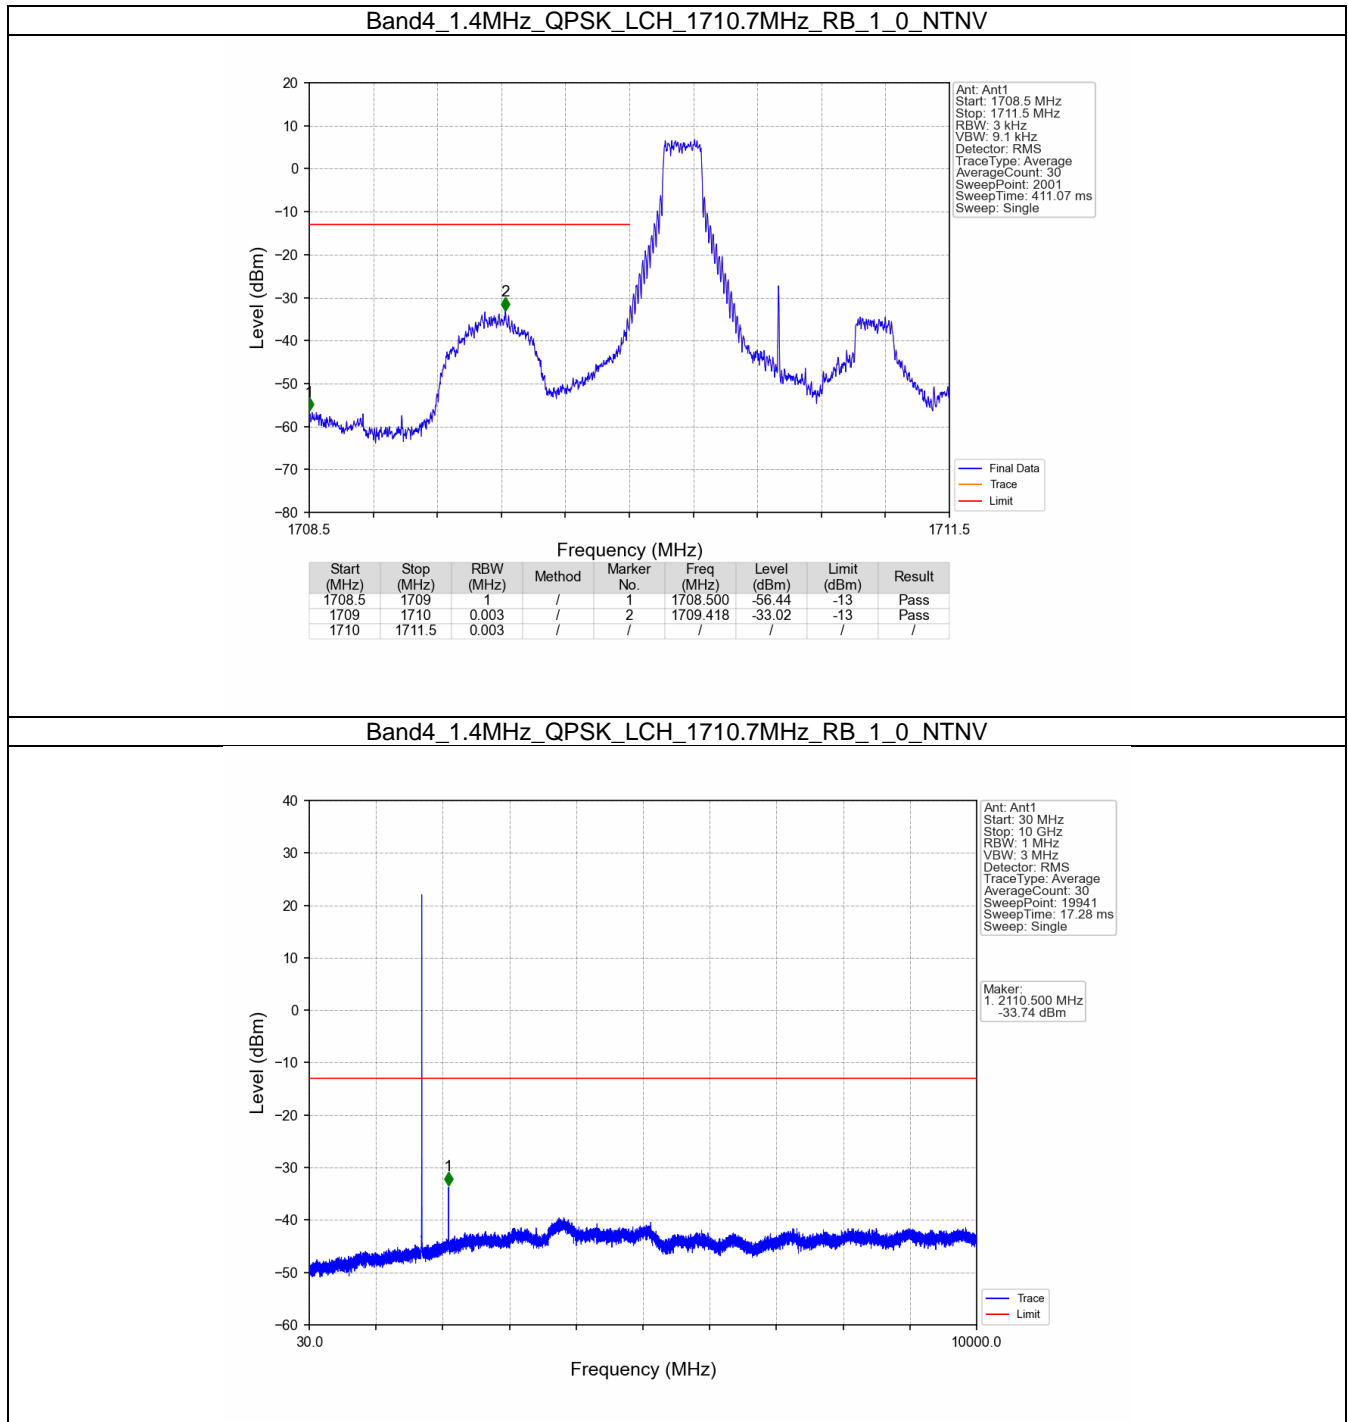 Band4_1.4MHz_QPSK_LCH_1710.7MHz_RB_1_0_NTNV
20
10
0
−10
−20
−30
−40
−50
−60
−70
−80
Level (dBm)
2
1708.5
1711.5
Frequency (MHz)
Ant: Ant1
Start: 1708.5 MHz
Stop: 1711.5 MHz
RBW: 3 kHz
VBW: 9.1 kHz
Detector: RMS
TraceType: Average
AverageCount: 30
SweepPoint: 2001
SweepTime: 411.07 ms
Sweep: Single
Final Data
Trace
Limit
Start (MHz) Stop (MHz) RBW (MHz) Method Marker No. Freq (MHz) Level (dBm) Limit (dBm) Result
1708.5 1709 1 / 1 1708.500 -56.44 -13 Pass
1709 1710 0.003 / 2 1709.418 -33.02 -13 Pass
1710 1711.5 0.003 / / / / / /
Band4_1.4MHz_QPSK_LCH_1710.7MHz_RB_1_0_NTNV
40
30
20
10
0
−10
−20
−30
−40
−50
−60
Level (dBm)
1
30.0
10000.0
Frequency (MHz)
Ant: Ant1
Start: 30 MHz
Stop: 10 GHz
RBW: 1 MHz
VBW: 3 MHz
Detector: RMS
TraceType: Average
AverageCount: 30
SweepPoint: 19941
SweepTime: 17.28 ms
Sweep: Single
Maker:
1. 2110.500 MHz
-33.74 dBm
Trace
Limit